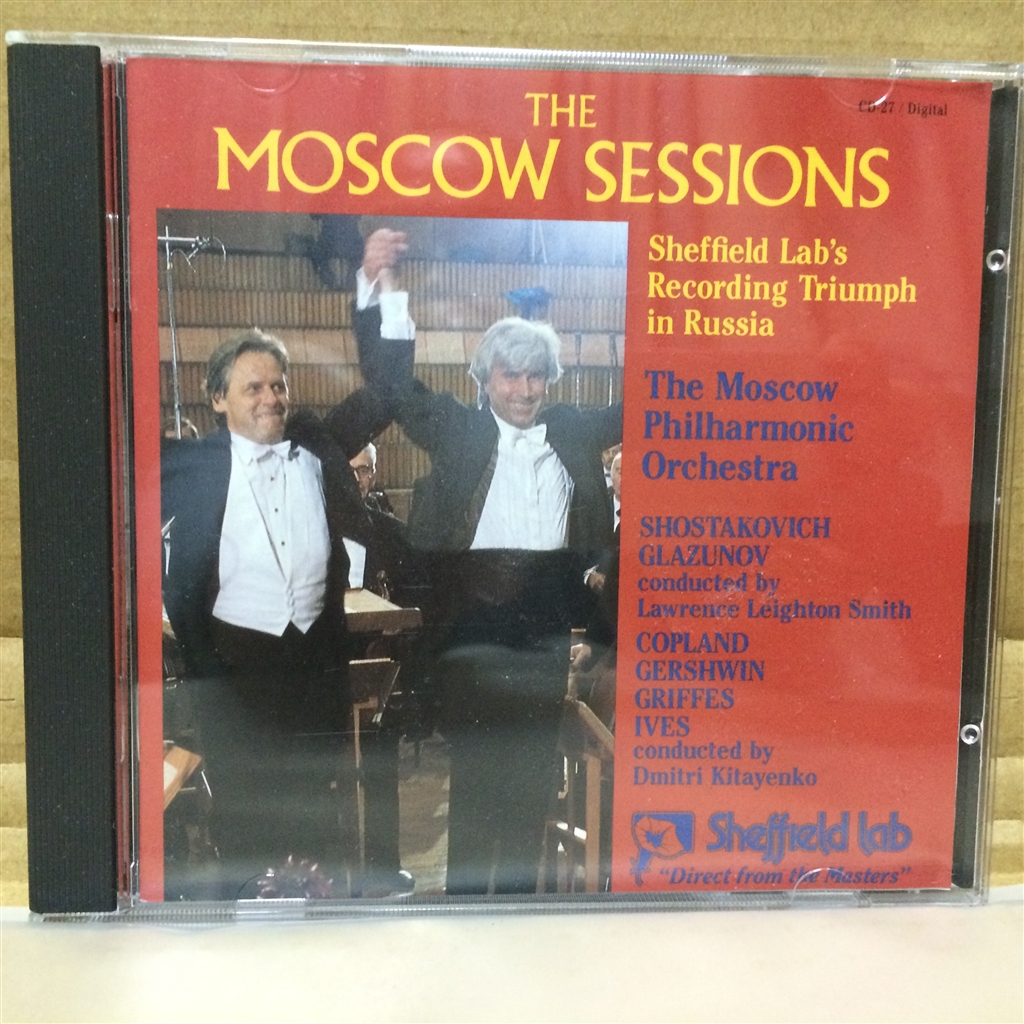 CD-27 / Digital
THE
MOSCOW SESSIONS
Sheffield Lab's
Recording Triumph
in Russia
The Moscow
Philharmonic
Orchestra
SHOSTAKOVICH
GLAZUNOV
conducted by
Lawrence Leighton Smith
COPLAND
GERSHWIN
GRIFFES
IVES
conducted by
Dmitri Kitayenko
Sheffield Lab
"Direct from the Masters"